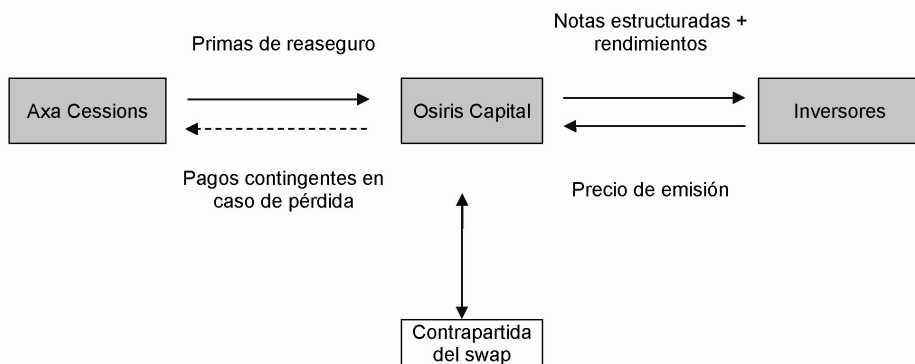 Primas de reaseguro
Notas estructuradas +
rendimientos
Axa Cessions
Osiris Capital
Inversores
Pagos contingentes en
caso de pérdida
Precio de emisión
Contrapartida
del swap